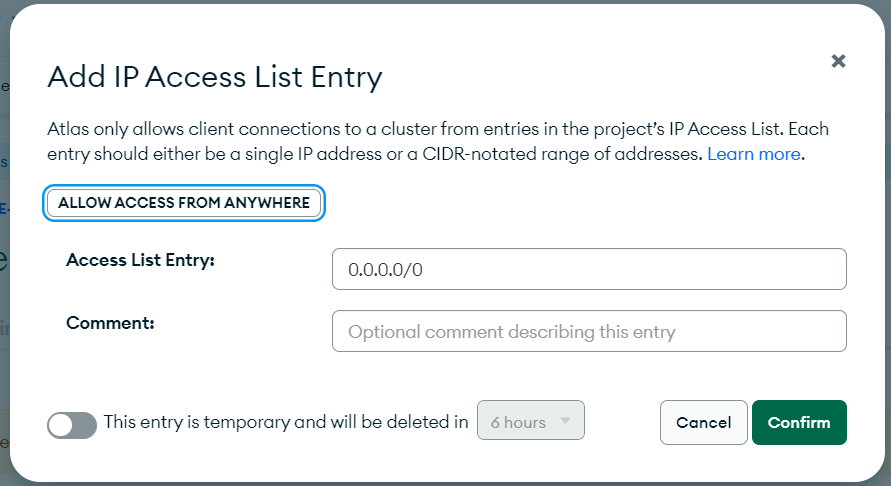 Add IP Access List Entry
Atlas only allows client connections to a cluster from entries in the project's IP Access List. Each
entry should either be a single IP address or a CIDR-notated range of addresses. Learn more.
ALLOW ACCESS FROM ANYWHERE
Access List Entry:
0.0.0.0/0
Comment:
Optional comment describing this entry
This entry is temporary and will be deleted in
6 hours
Cancel
Confirm